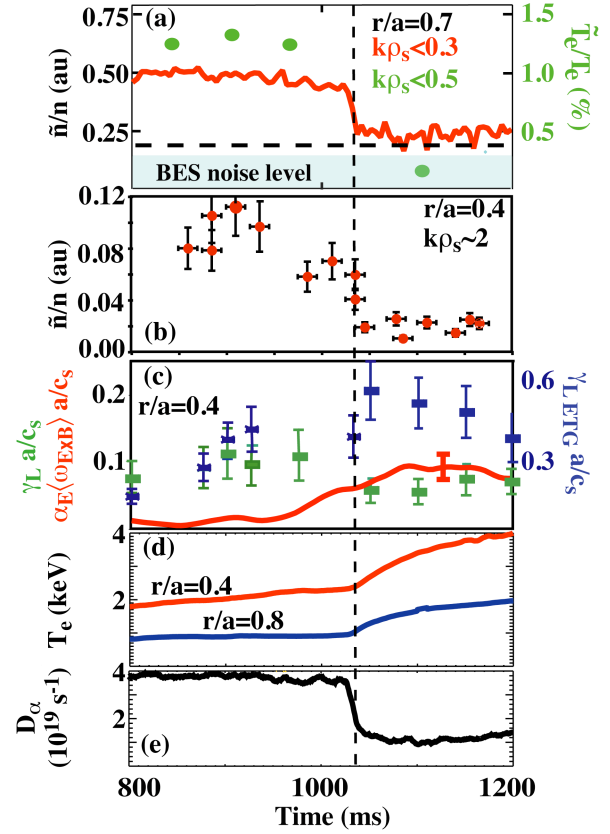 0.75
(a)
r/a=0.7
1.5
kρs<0.3
0.50
kρs<0.5
1.0
ñ/n (au)
T̃e/Te (%)
0.25
0.5
BES noise level
0.12
r/a=0.4
kρs~2
0.08
ñ/n (au)
0.04
(b)
0.00
(c)
0.2
0.6
r/a=0.4
γL a/cs
αE⟨ωExB⟩ a/cs
γL ETG a/cs
0.1
0.3
4
(d)
Te (keV)
r/a=0.4
2
r/a=0.8
4
Dα
(10¹⁹ s⁻¹)
2
(e)
800
1000
1200
Time (ms)